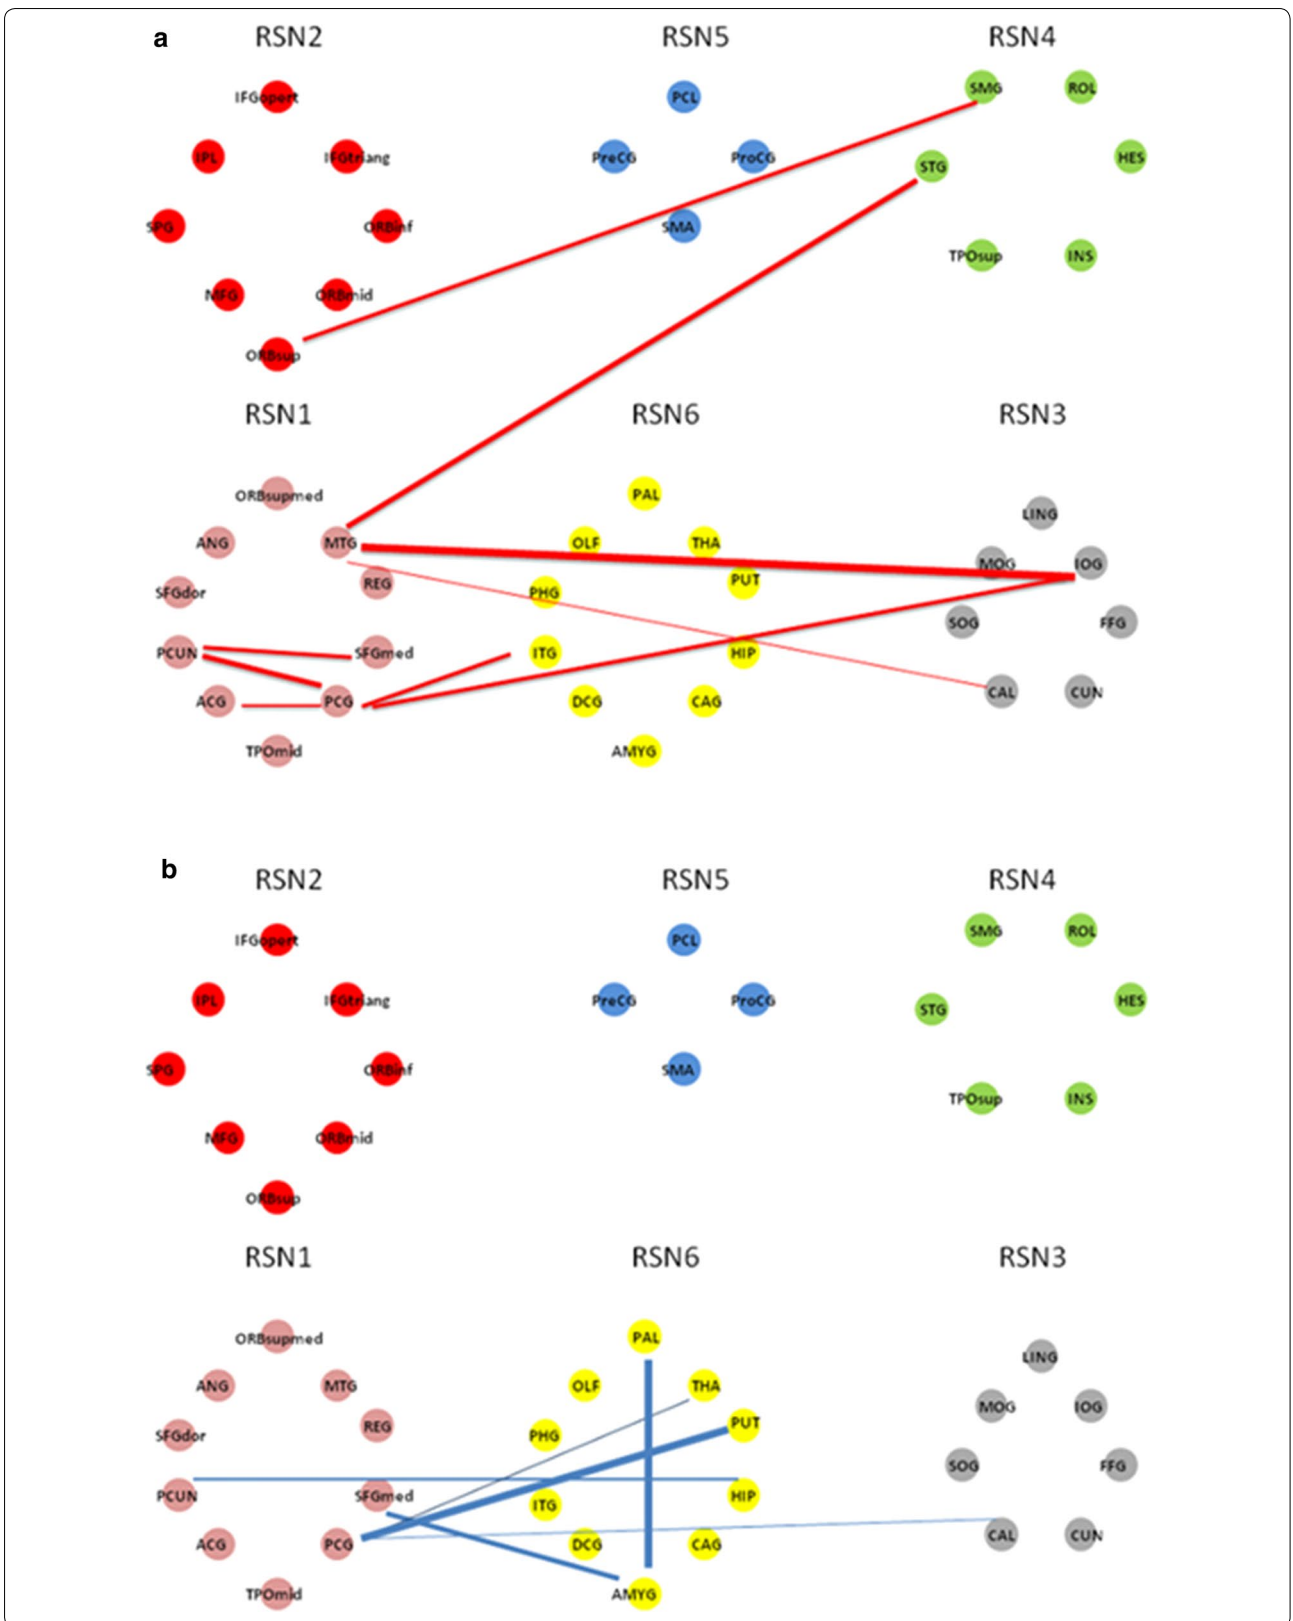 a
RSN2 RSN5 RSN4
IFGopert PCL SMG ROL
IPL IFGtriang PreCG ProCG STG HES
SPG ORBinf SMA
TPOsup INS
MFG ORBmid
ORBsup
RSN1 RSN6 RSN3
ORBsupmed PAL LING
ANG MTG OLF THA MOG IOG
SFGdor REG PHG PUT
SOG FFG
PCUN SFGmed ITG HIP
ACG PCG DCG CAG CAL CUN
TPOmid AMYG
b
RSN2 RSN5 RSN4
IFGopert PCL SMG ROL
IPL IFGtriang PreCG ProCG STG HES
SPG ORBinf SMA
TPOsup INS
MFG ORBmid
ORBsup
RSN1 RSN6 RSN3
ORBsupmed PAL LING
ANG MTG OLF THA MOG IOG
SFGdor REG PHG PUT
SOG FFG
PCUN SFGmed ITG HIP
ACG PCG DCG CAG CAL CUN
TPOmid AMYG